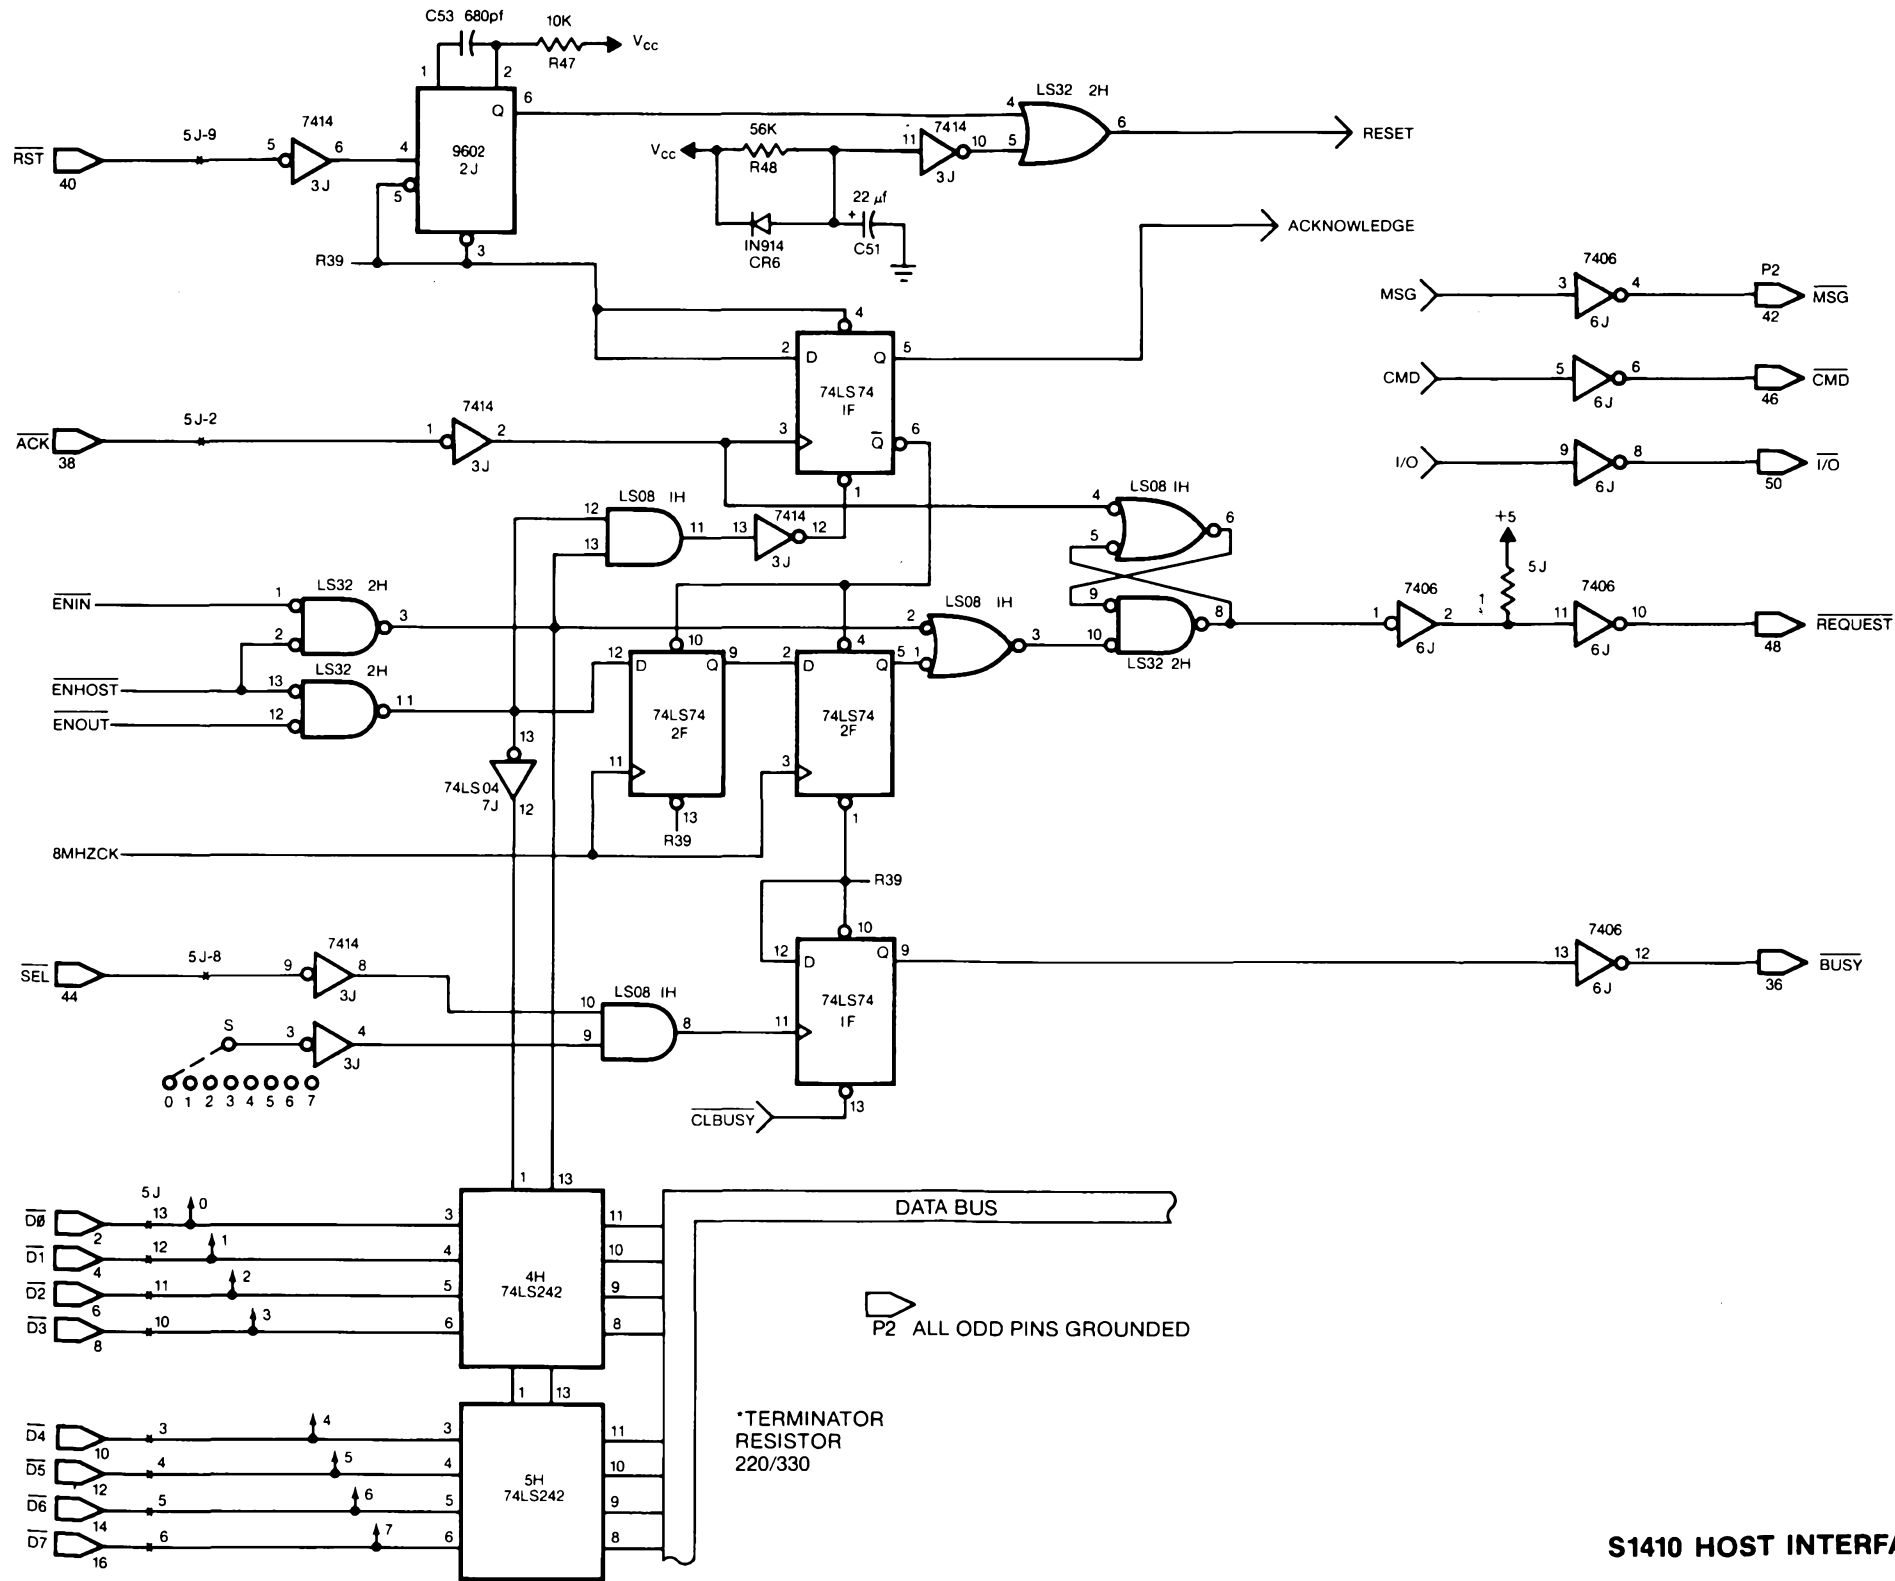 C53 680pf
10K
Vcc
R47
1
2
Q
6
LS32 2H
4
5
6
RESET
RST
40
5J-9
5
7414
6
3J
4
9602
2J
5
3
R39
Vcc
56K
R48
11
7414
10
3J
IN914
CR6
+
22 µf
C51
ACKNOWLEDGE
MSG
3
7406
4
6J
P2
MSG
42
CMD
5
6
6J
CMD
46
I/O
9
8
6J
I/O
50
4
2
D
Q
5
74LS74
1F
3
Q
6
1
ACK
38
5J-2
1
7414
2
3J
LS08 1H
12
13
11
13
7414
12
3J
LS08 1H
4
5
6
9
10
8
LS32 2H
+5
5J
1
1
7406
2
6J
11
7406
10
6J
REQUEST
48
ENIN
1
LS32 2H
2
3
ENHOST
LS32 2H
13
12
11
ENOUT
LS08 1H
2
1
3
10
12
D
Q
9
74LS74
2F
11
13
R39
4
2
D
Q
5
74LS74
2F
3
1
13
74LS04
7J
12
8MHZCK
R39
10
12
D
Q
9
74LS74
1F
11
13
CLBUSY
13
7406
12
6J
BUSY
36
SEL
44
5J-8
9
7414
8
3J
S
3
4
3J
0 1 2 3 4 5 6 7
LS08 1H
10
9
8
1 13
5J
D0
2
13
0
3
11
D1
4
12
1
4
10
D2
6
11
2
5
9
D3
8
10
3
6
8
4H
74LS242
DATA BUS
P2 ALL ODD PINS GROUNDED
1 13
D4
10
3
4
3
11
D5
12
4
5
4
10
D6
14
5
6
5
9
D7
16
6
7
6
8
5H
74LS242
*TERMINATOR
RESISTOR
220/330
S1410 HOST INTERFA